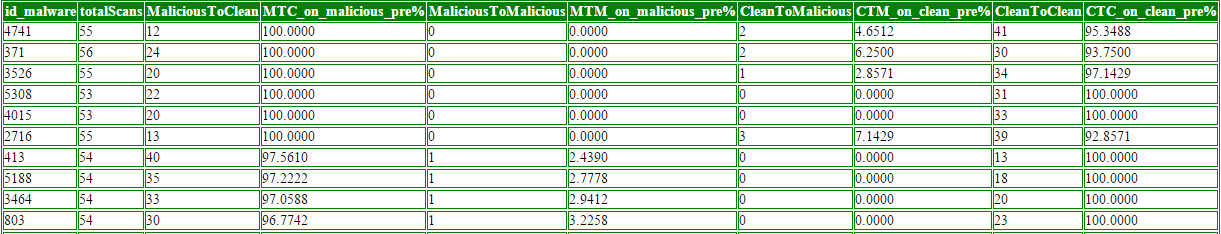 id_malware totalScans MaliciousToClean MTC_on_malicious_pre% MaliciousToMalicious MTM_on_malicious_pre% CleanToMalicious CTM_on_clean_pre% CleanToClean CTC_on_clean_pre%
4741 55 12 100.0000 0 0.0000 2 4.6512 41 95.3488
371 56 24 100.0000 0 0.0000 2 6.2500 30 93.7500
3526 55 20 100.0000 0 0.0000 1 2.8571 34 97.1429
5308 53 22 100.0000 0 0.0000 0 0.0000 31 100.0000
4015 53 20 100.0000 0 0.0000 0 0.0000 33 100.0000
2716 55 13 100.0000 0 0.0000 3 7.1429 39 92.8571
413 54 40 97.5610 1 2.4390 0 0.0000 13 100.0000
5188 54 35 97.2222 1 2.7778 0 0.0000 18 100.0000
3464 54 33 97.0588 1 2.9412 0 0.0000 20 100.0000
803 54 30 96.7742 1 3.2258 0 0.0000 23 100.0000